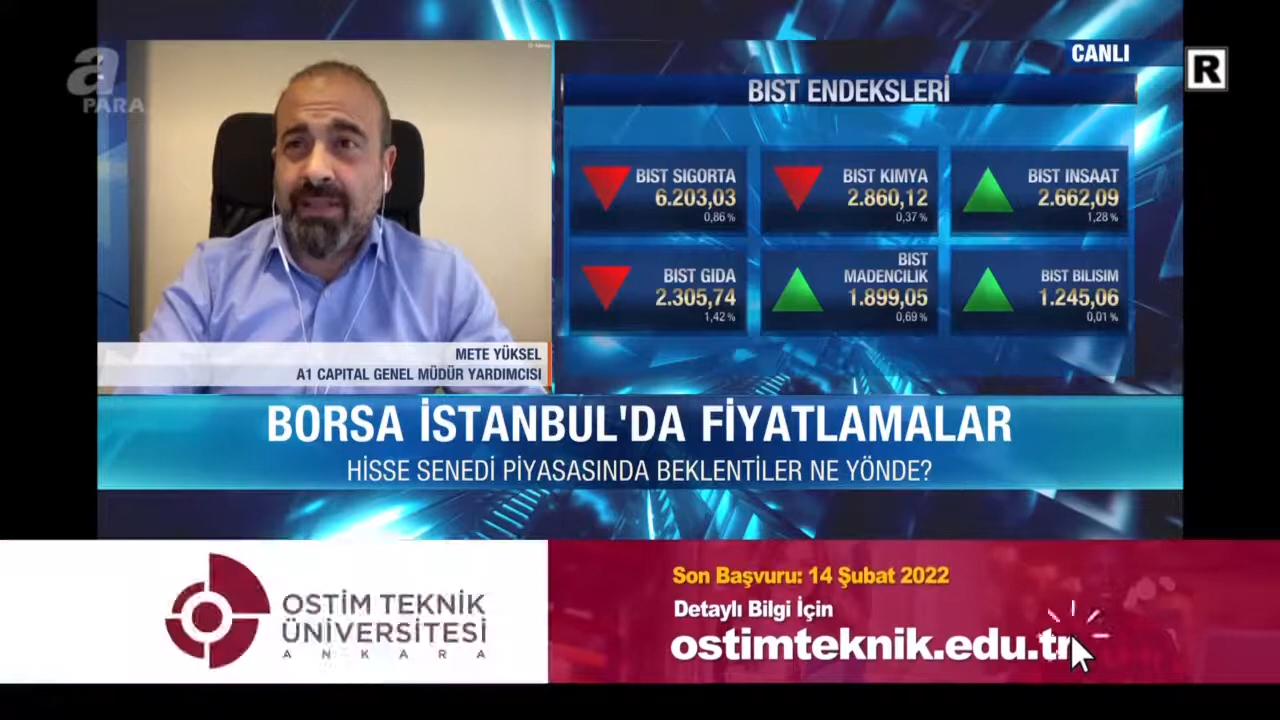 a
PARA
CANLI
R
BIST ENDEKSLERİ
BIST SIGORTA
6.203,03
0,86 %
BIST KIMYA
2.860,12
0,37 %
BIST INSAAT
2.662,09
1,28 %
BIST GIDA
2.305,74
1,42 %
BIST
MADENCILIK
1.899,05
0,69 %
BIST BILISIM
1.245,06
0,01 %
METE YÜKSEL
A1 CAPITAL GENEL MÜDÜR YARDIMCISI
BORSA İSTANBUL'DA FİYATLAMALAR
HİSSE SENEDİ PİYASASINDA BEKLENTİLER NE YÖNDE?
OSTİM TEKNİK
ÜNİVERSİTESİ
ANKARA
Son Başvuru: 14 Şubat 2022
Detaylı Bilgi İçin
ostimteknik.edu.tr